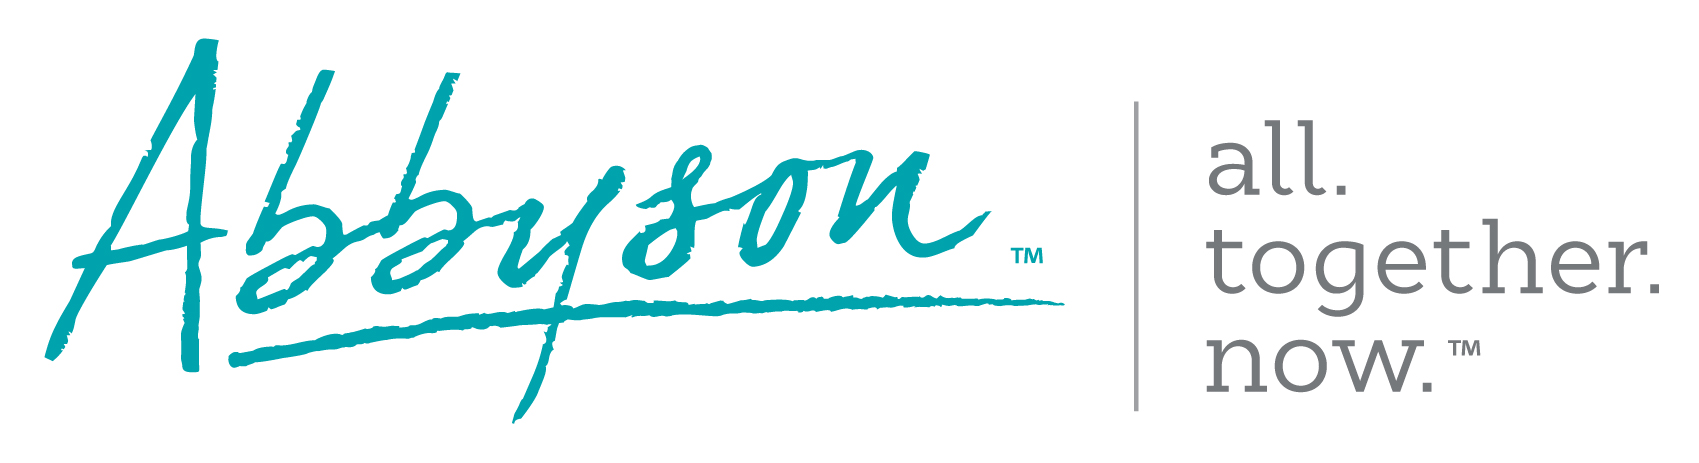 Abbyson™
all.
together.
now.™